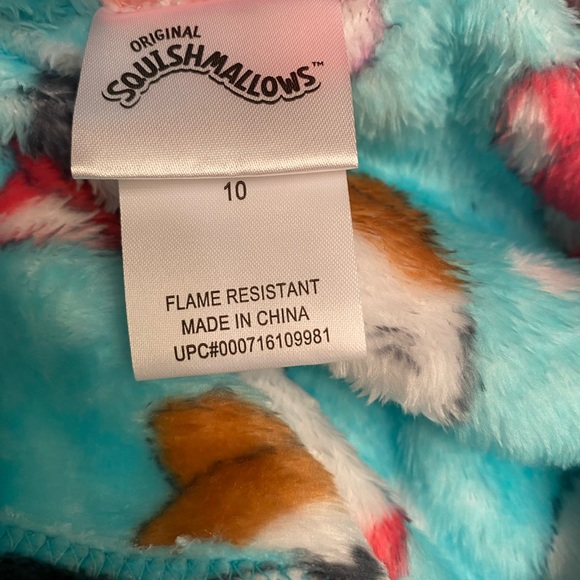 ORIGINAL
SQUISHMALLOWS™
10
FLAME RESISTANT
MADE IN CHINA
UPC#000716109981